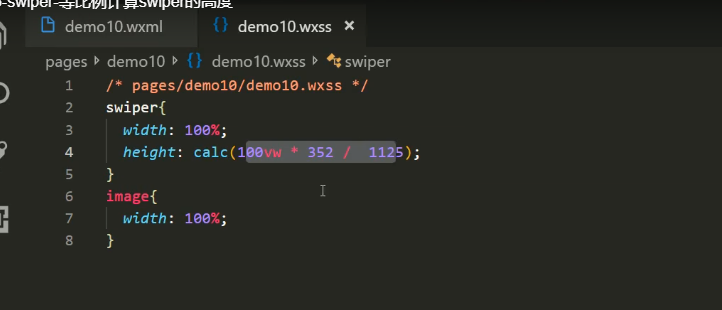 -swiper-等比例计算swiper的高度
demo10.wxml
{} demo10.wxss ×
pages demo10 {} demo10.wxss swiper
1 /* pages/demo10/demo10.wxss */
2 swiper{
3 width: 100%;
4 height: calc(100vw * 352 / 1125);
5 }
6 image{
7 width: 100%;
8 }